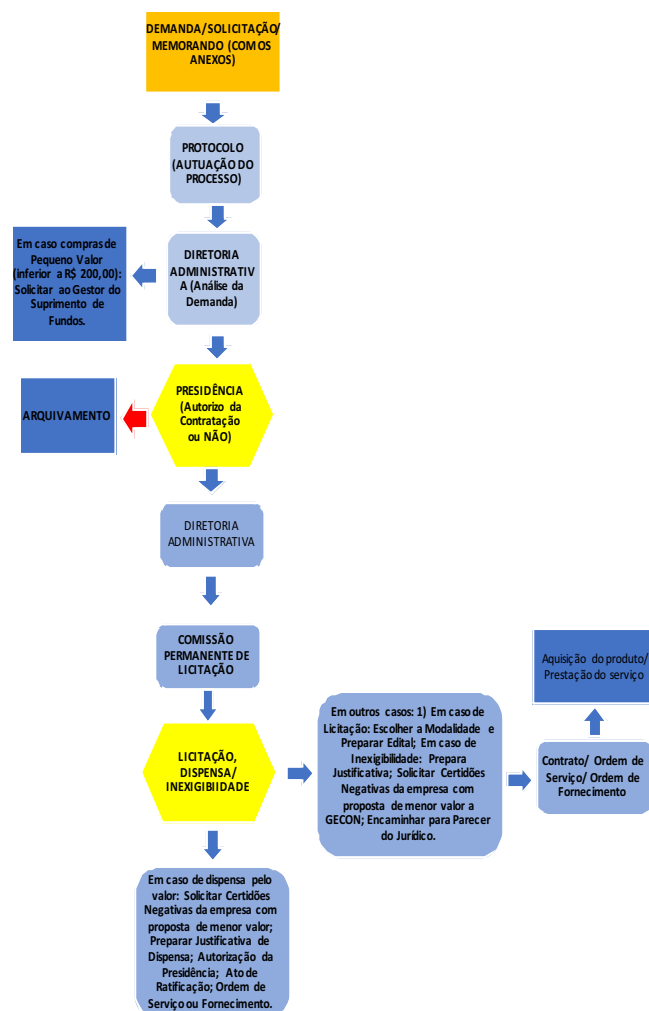 DEMANDA/SOLICITAÇÃO/
MEMORANDO (COM OS
ANEXOS)
PROTOCOLO
(AUTUAÇÃO DO
PROCESSO)
Em caso compras de
Pequeno Valor
(inferior a R$ 200,00):
Solicitar ao Gestor do
Suprimento de
Fundos.
DIRETORIA
ADMINISTRATIV
A (Análise da
Demanda)
PRESIDÊNCIA
(Autorizo da
Contratação
ou NÃO)
ARQUIVAMENTO
DIRETORIA
ADMINISTRATIVA
COMISSÃO
PERMANENTE DE
LICITAÇÃO
LICITAÇÃO,
DISPENSA/
INEXIGIBIIDADE
Em outros casos: 1) Em caso de
Licitação: Escolher a Modalidade e
Preparar Edital; Em caso de
Inexigibilidade: Prepara
Justificativa; Solicitar Certidões
Negativas da empresa com
proposta de menor valor a
GECON; Encaminhar para Parecer
do Jurídico.
Aquisição do produto/
Prestação do serviço
Contrato/ Ordem de
Serviço/ Ordem de
Fornecimento
Em caso de dispensa pelo
valor: Solicitar Certidões
Negativas da empresa com
proposta de menor valor;
Preparar Justificativa de
Dispensa; Autorização da
Presidência; Ato de
Ratificação; Ordem de
Serviço ou Fornecimento.